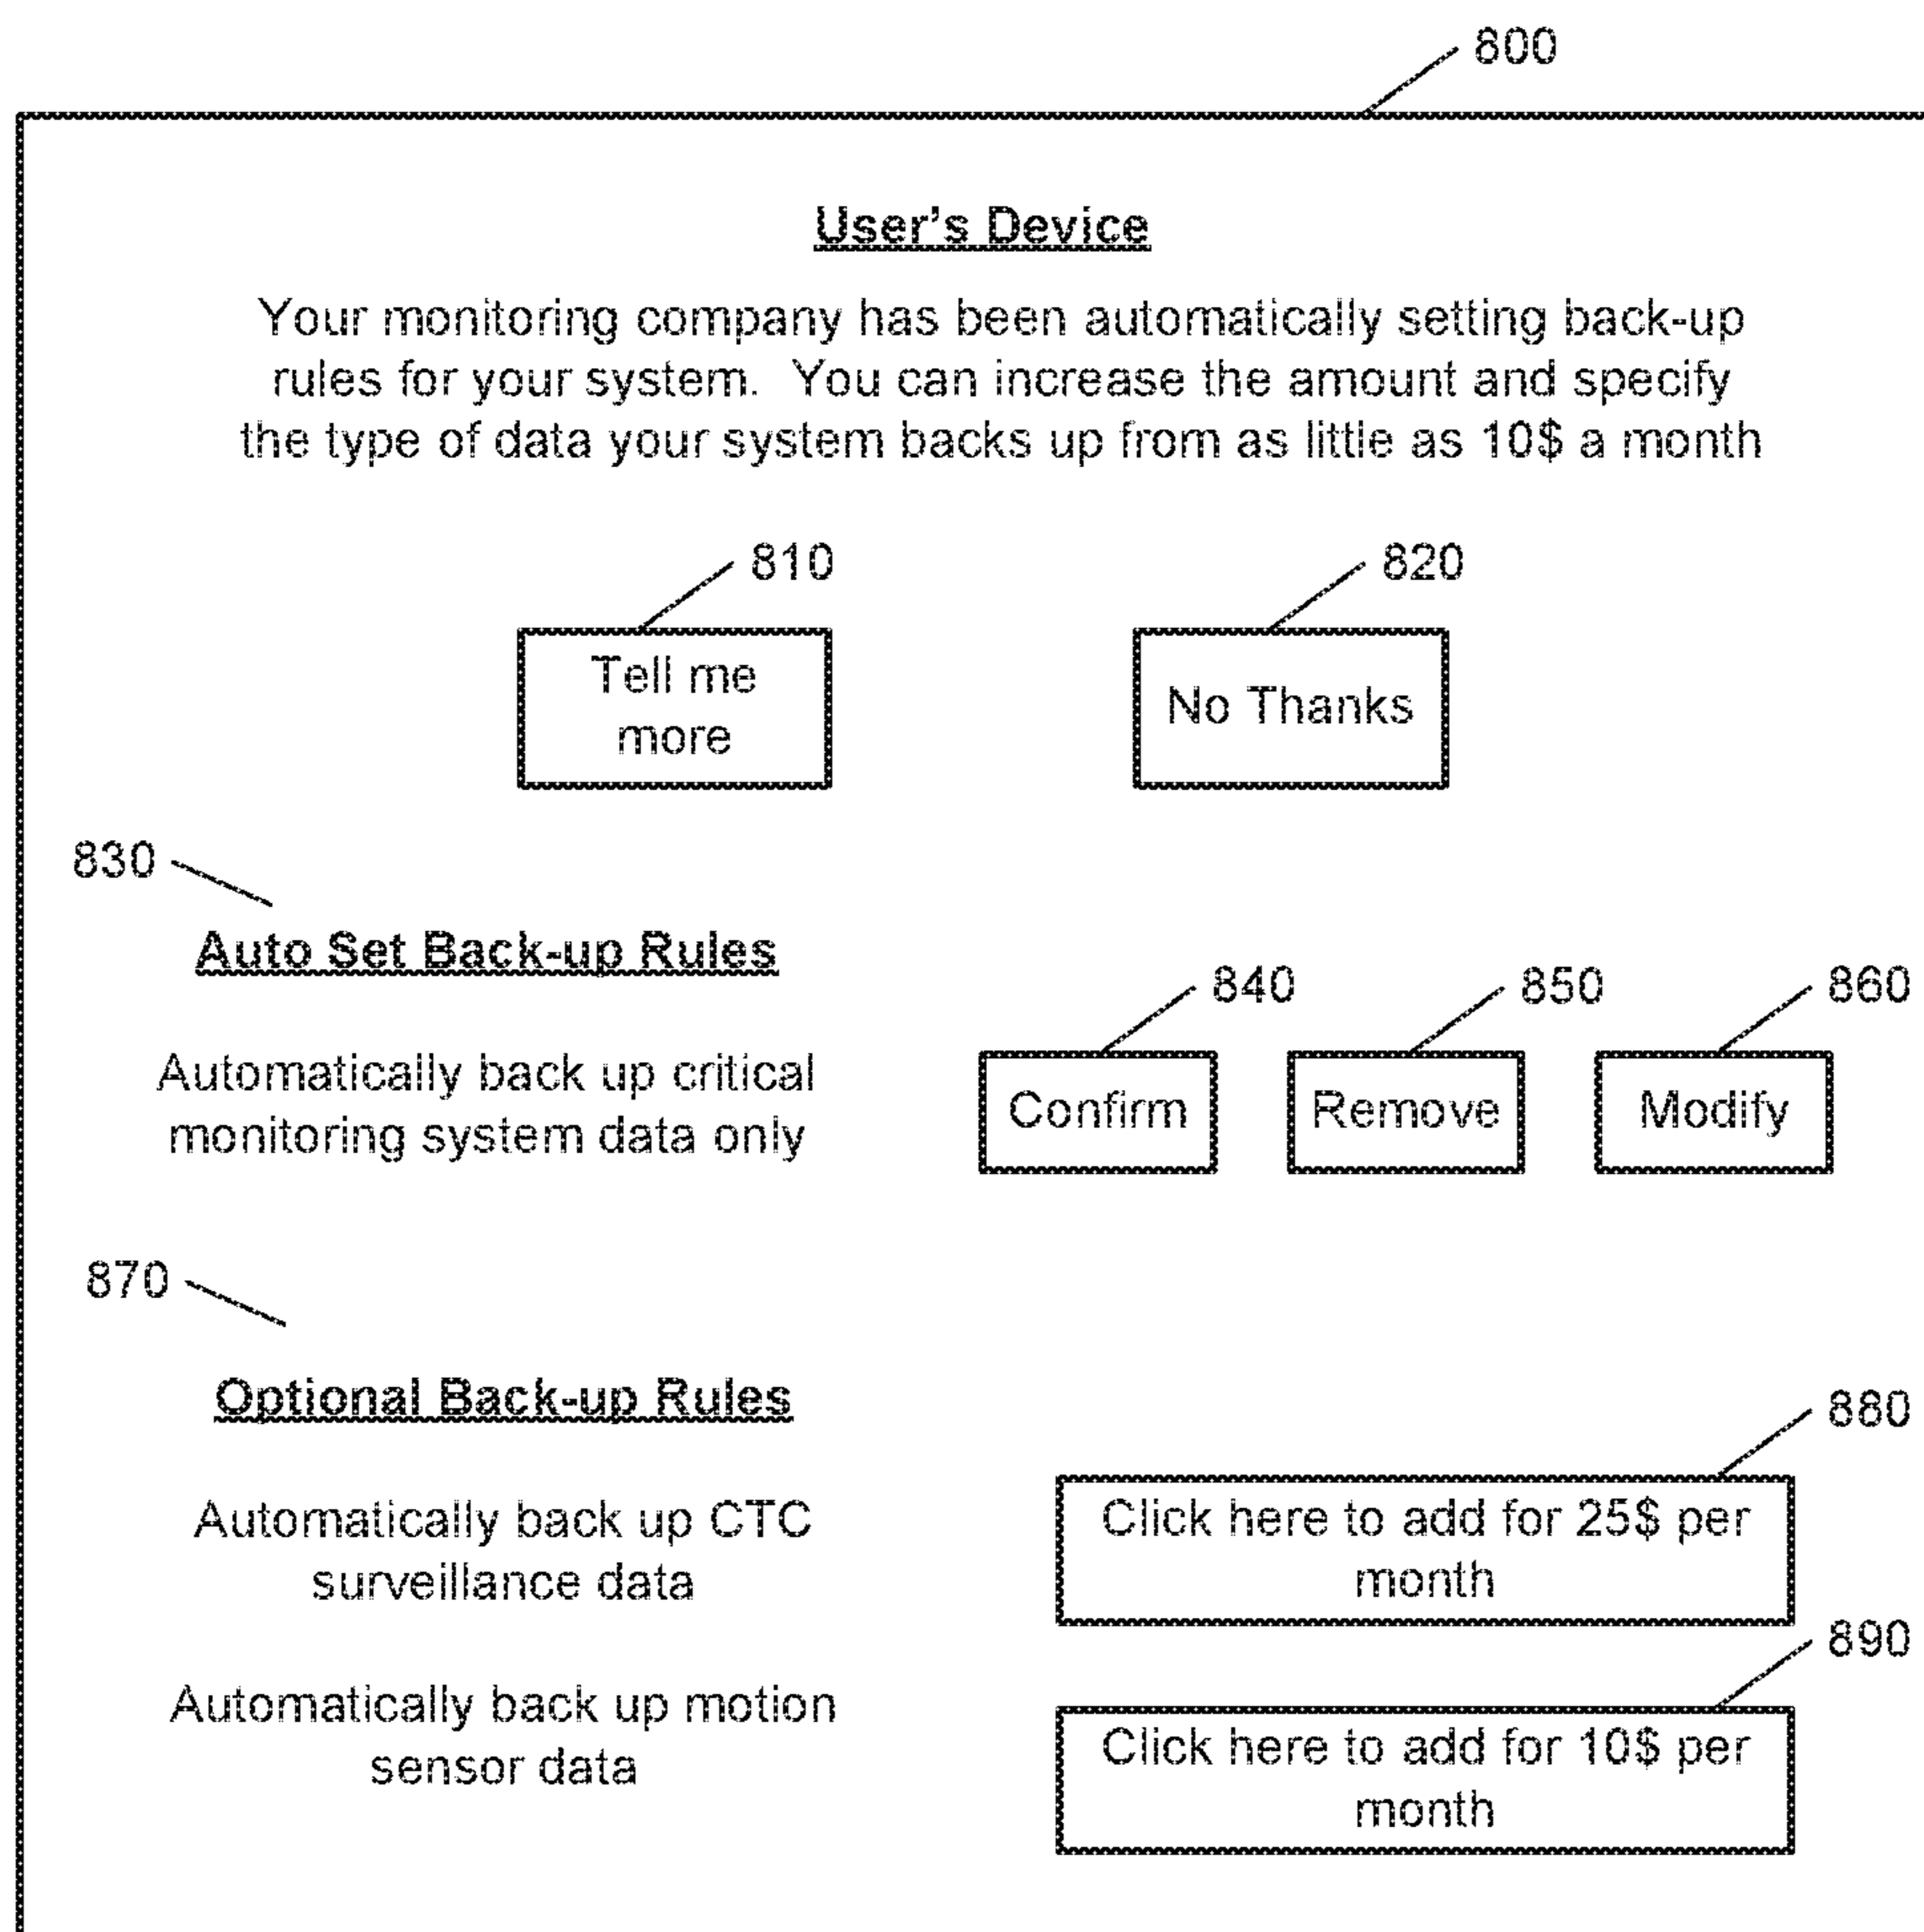 800
User's Device
Your monitoring company has been automatically setting back-up
rules for your system.  You can increase the amount and specify
the type of data your system backs up from as little as 10$ a month
810
820
Tell me
more
No Thanks
830
Auto Set Back-up Rules
840
850
860
Automatically back up critical
monitoring system data only
Confirm
Remove
Modify
870
Optional Back-up Rules
880
Automatically back up CTC
surveillance data
Click here to add for 25$ per
month
890
Automatically back up motion
sensor data
Click here to add for 10$ per
month